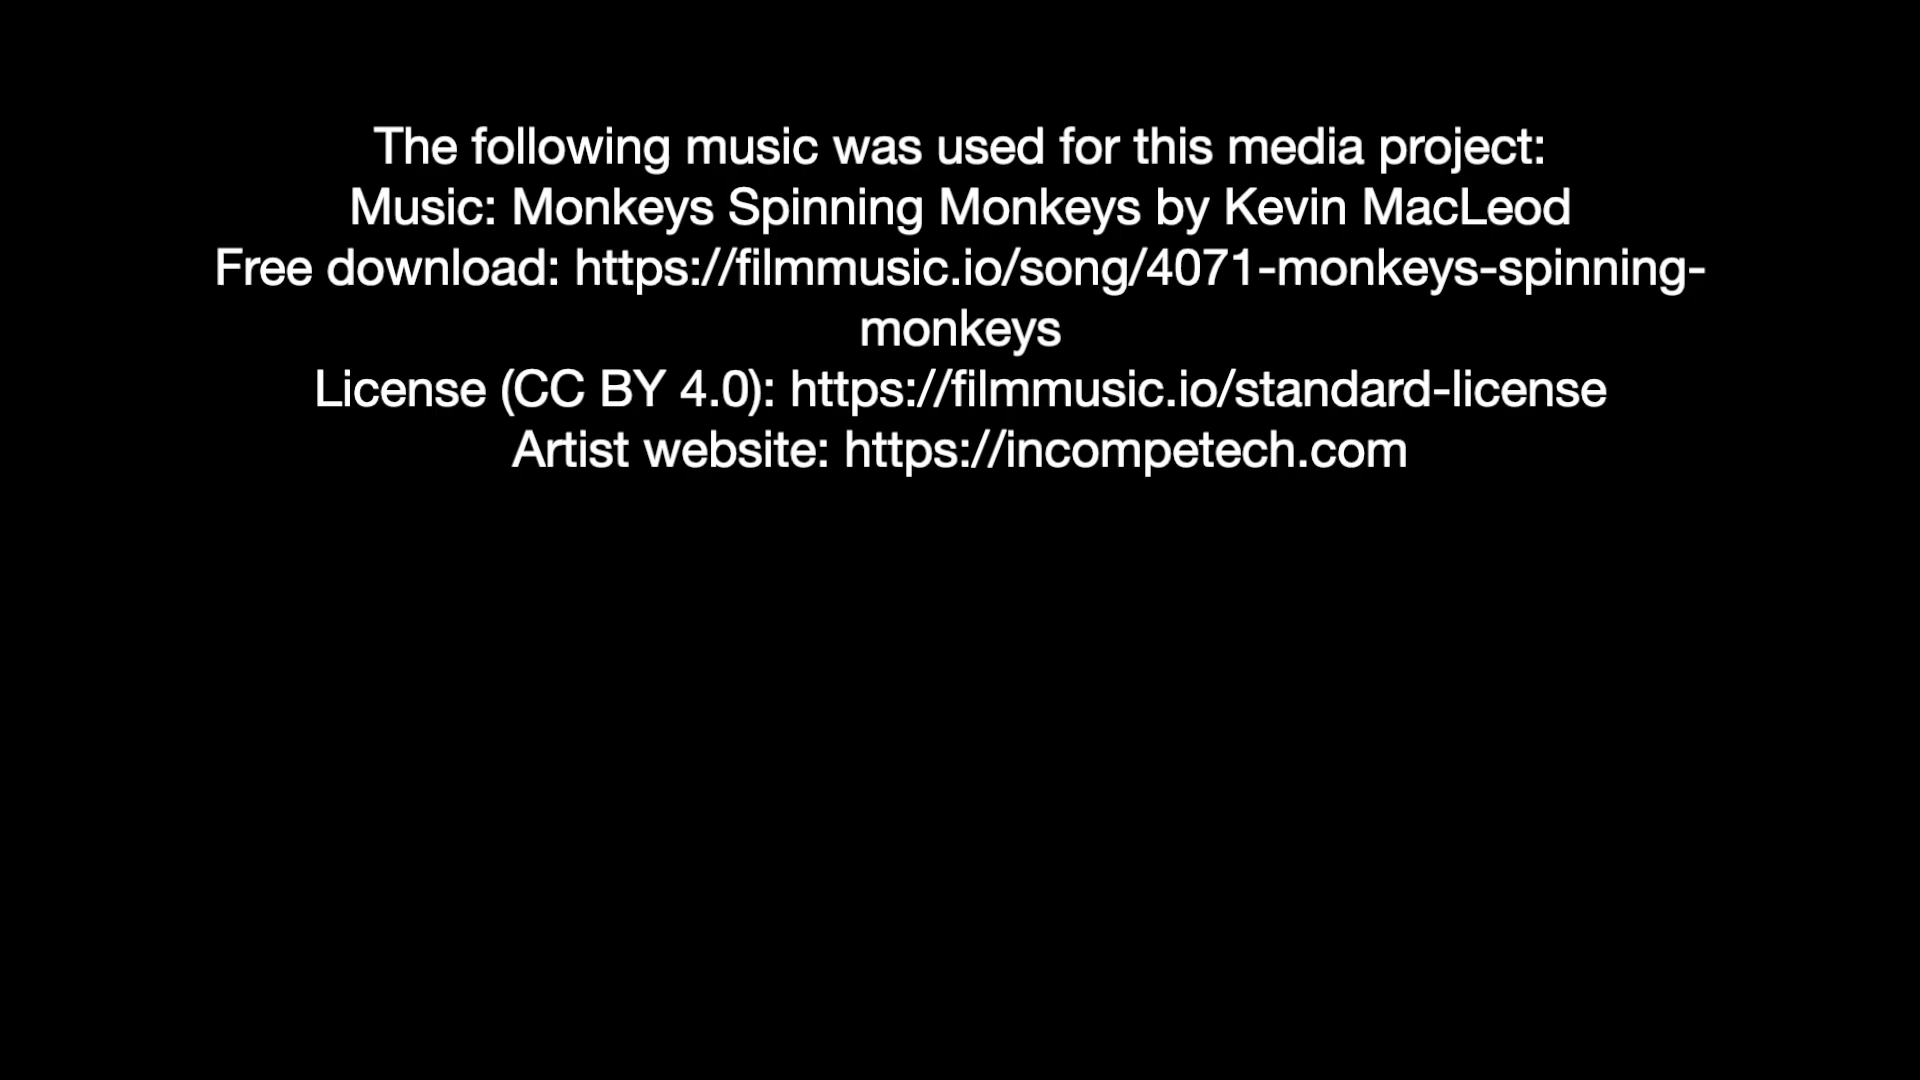 The following music was used for this media project:
Music: Monkeys Spinning Monkeys by Kevin MacLeod
Free download: https://filmmusic.io/song/4071-monkeys-spinning-
monkeys
License (CC BY 4.0): https://filmmusic.io/standard-license
Artist website: https://incompetech.com